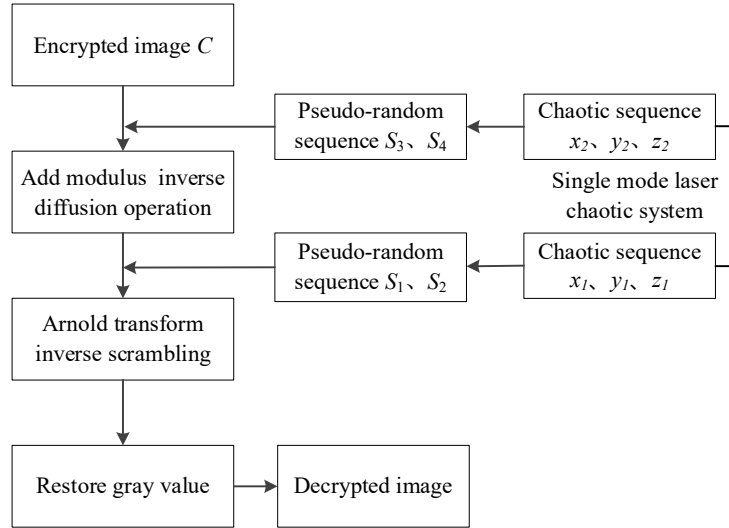 Encrypted image C
Pseudo-random
sequence S₃、S₄
Chaotic sequence
x₂、y₂、z₂
Add modulus inverse
diffusion operation
Single mode laser
chaotic system
Pseudo-random
sequence S₁、S₂
Chaotic sequence
x₁、y₁、z₁
Arnold transform
inverse scrambling
Restore gray value
Decrypted image